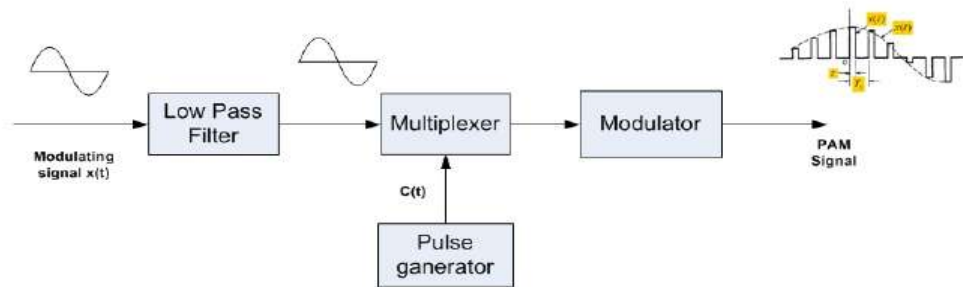 Low Pass
Filter
Multiplexer
Modulator
Modulating
signal x(t)
PAM
Signal
C(t)
Pulse
ganerator